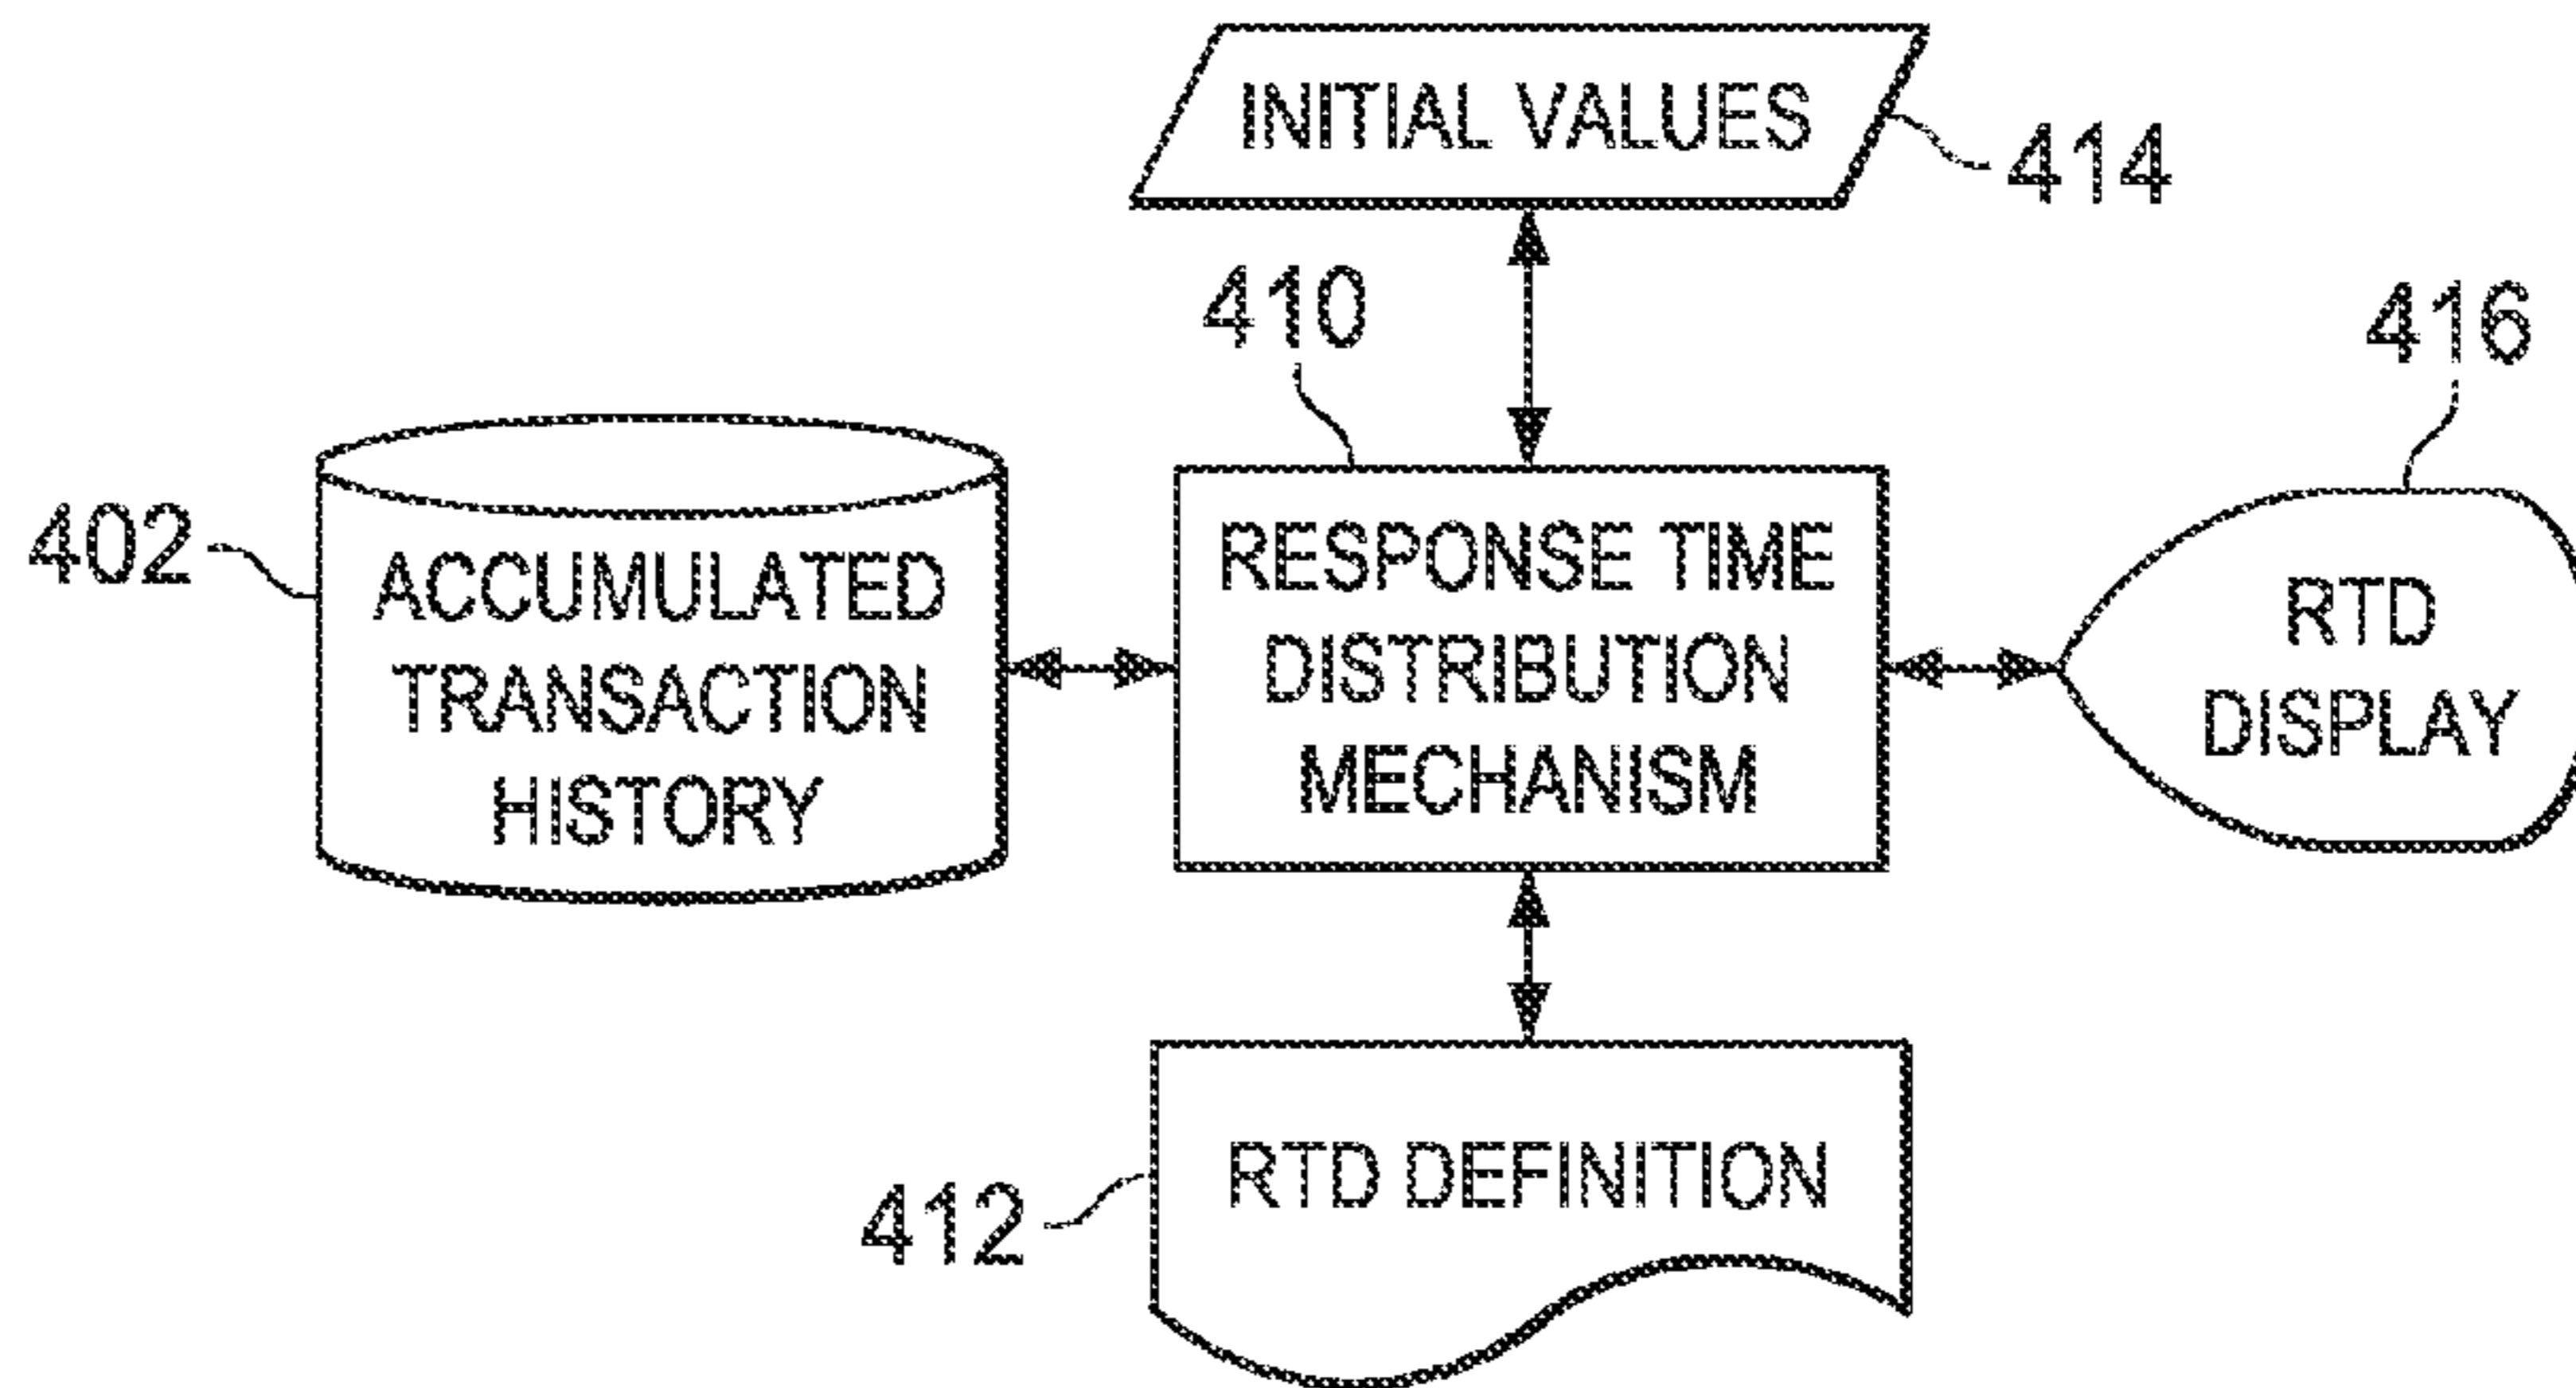 INITIAL VALUES
414
410
416
402
ACCUMULATED
TRANSACTION
HISTORY
RESPONSE TIME
DISTRIBUTION
MECHANISM
RTD
DISPLAY
412
RTD DEFINITION